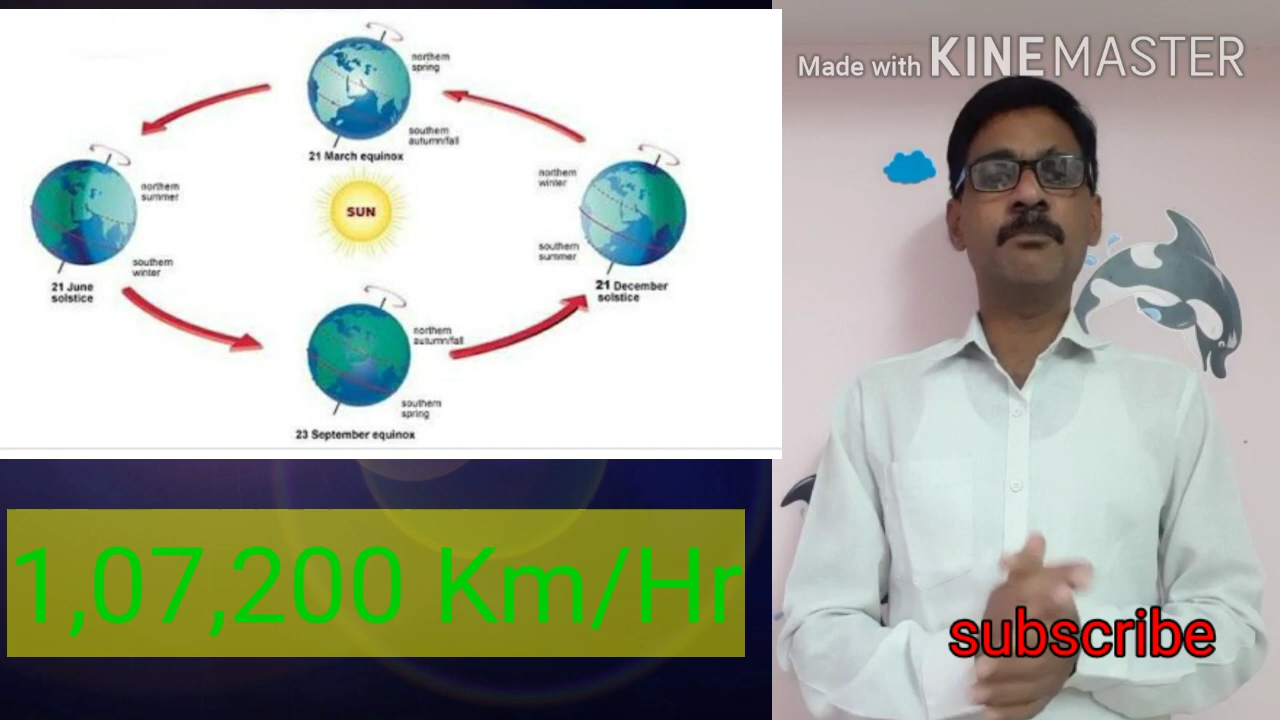 Made with KINEMASTER
northern
spring
southern
autumn/fall
21 March equinox
northern
summer
southern
winter
21 June
solstice
SUN
northern
winter
southern
summer
21 December
solstice
northern
autumn/fall
southern
spring
23 September equinox
1,07,200 Km/Hr
subscribe